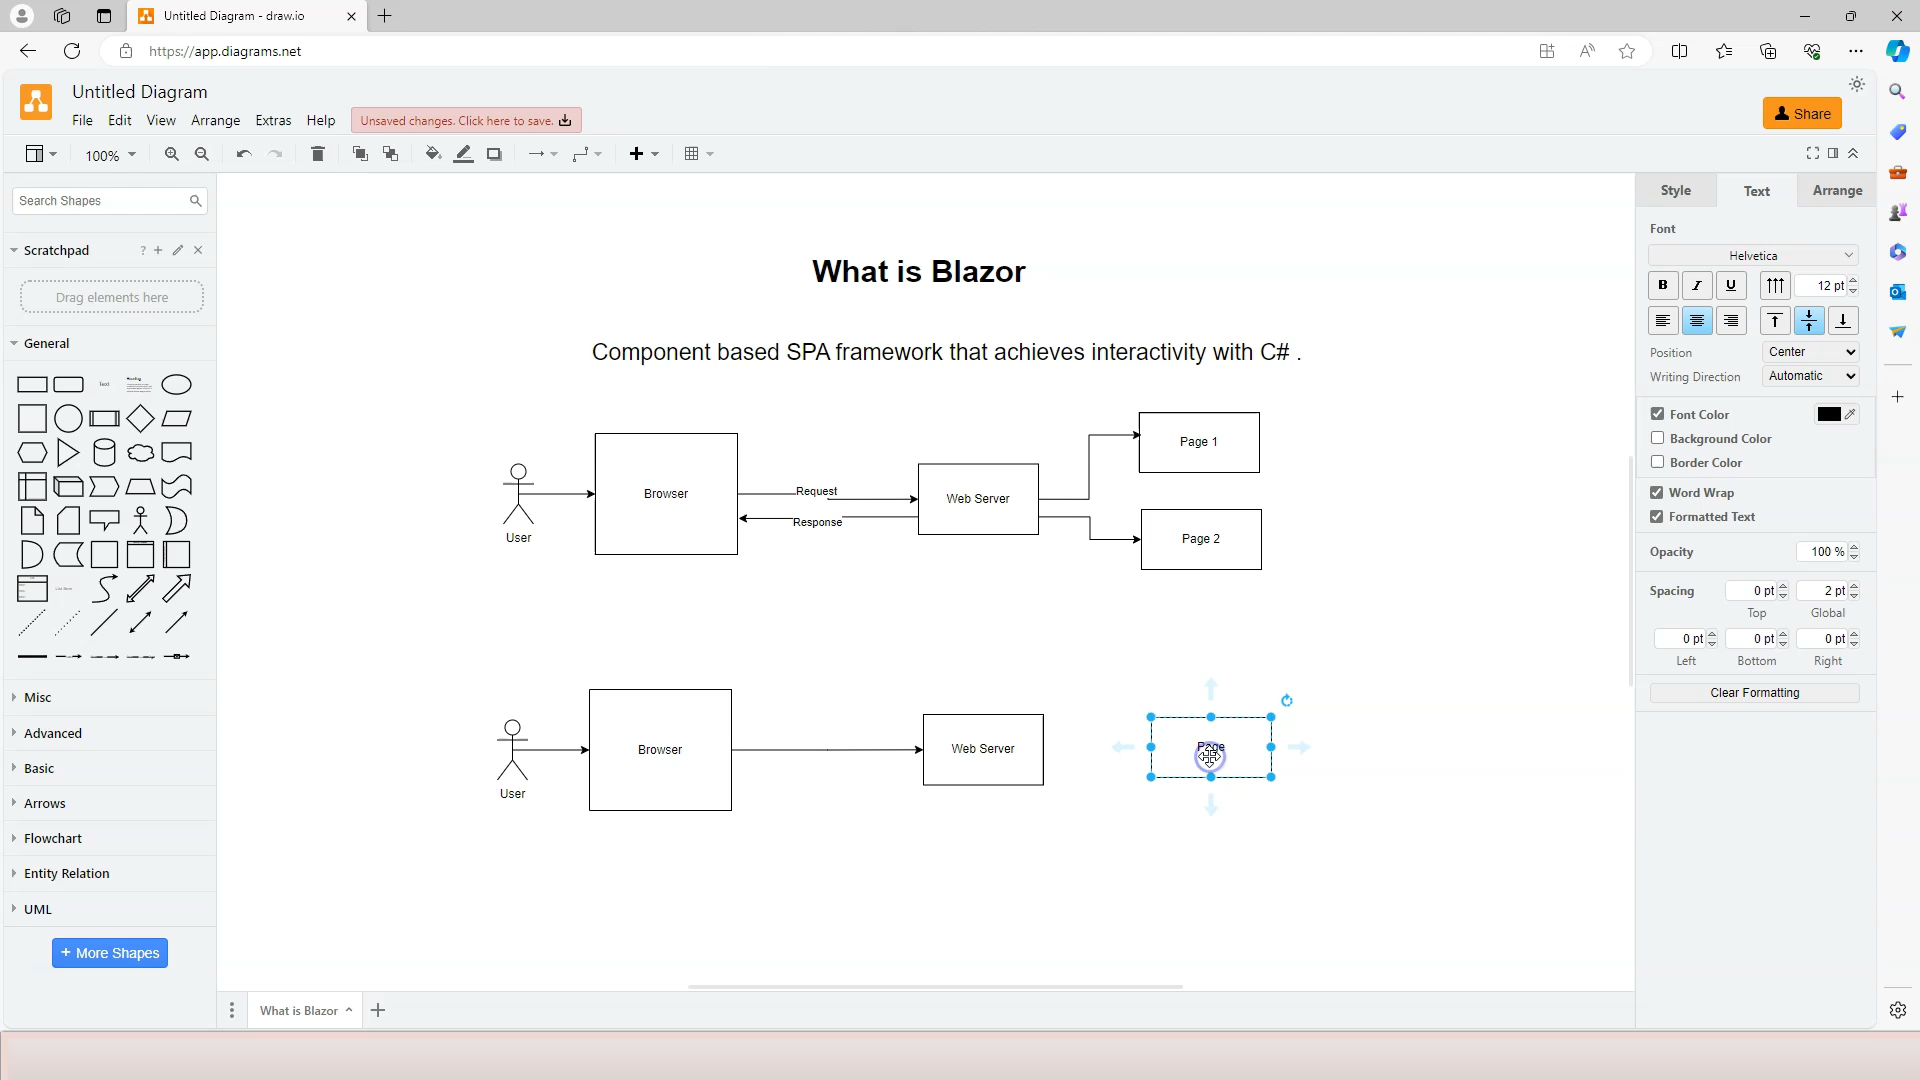 Untitled Diagram - draw.io
https://app.diagrams.net
Untitled Diagram
File Edit View Arrange Extras Help Unsaved changes. Click here to save.
Share
100%
Search Shapes
Scratchpad
?
Drag elements here
General
Text
Heading
List Item
Misc
Advanced
Basic
Arrows
Flowchart
Entity Relation
UML
+ More Shapes
What is Blazor
Component based SPA framework that achieves interactivity with C# .
User
Browser
Request
Response
Web Server
Page 1
Page 2
User
Browser
Web Server
Page
What is Blazor
Style Text Arrange
Font
Helvetica
B I U 12 pt
Position Center
Writing Direction Automatic
Font Color
Background Color
Border Color
Word Wrap
Formatted Text
Opacity 100 %
Spacing 0 pt 2 pt
Top Global
0 pt 0 pt 0 pt
Left Bottom Right
Clear Formatting